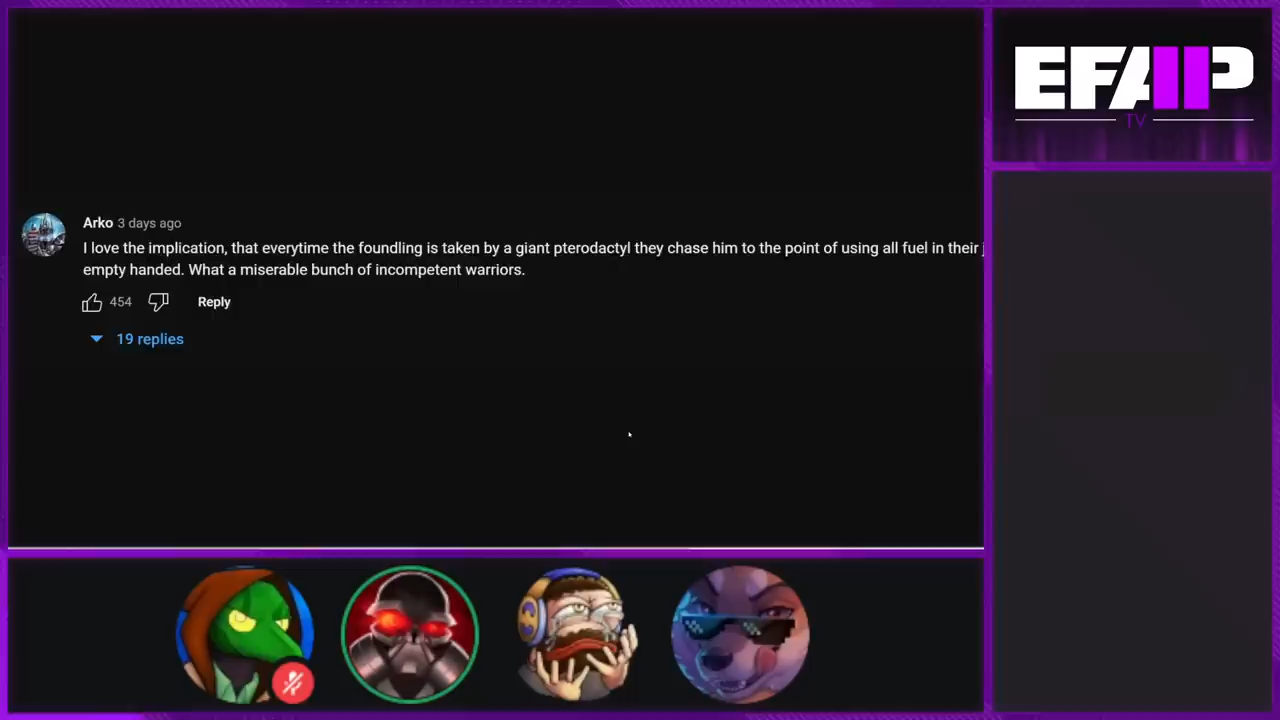 EFAP
TV
Arko 3 days ago
I love the implication, that everytime the foundling is taken by a giant pterodactyl they chase him to the point of using all fuel in their
empty handed. What a miserable bunch of incompetent warriors.
454 Reply
19 replies